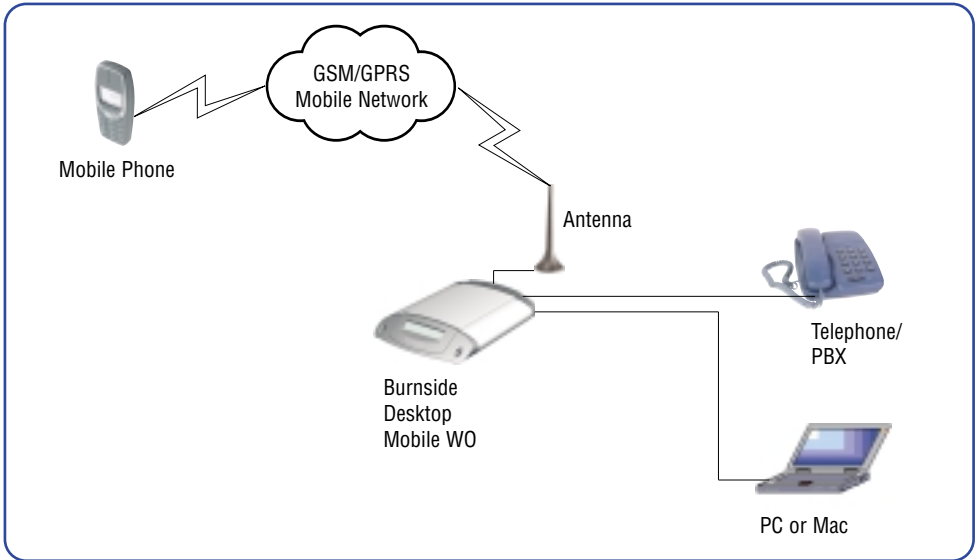 GSM/GPRS
Mobile Network
Mobile Phone
Antenna
Telephone/
PBX
Burnside
Desktop
Mobile WO
PC or Mac